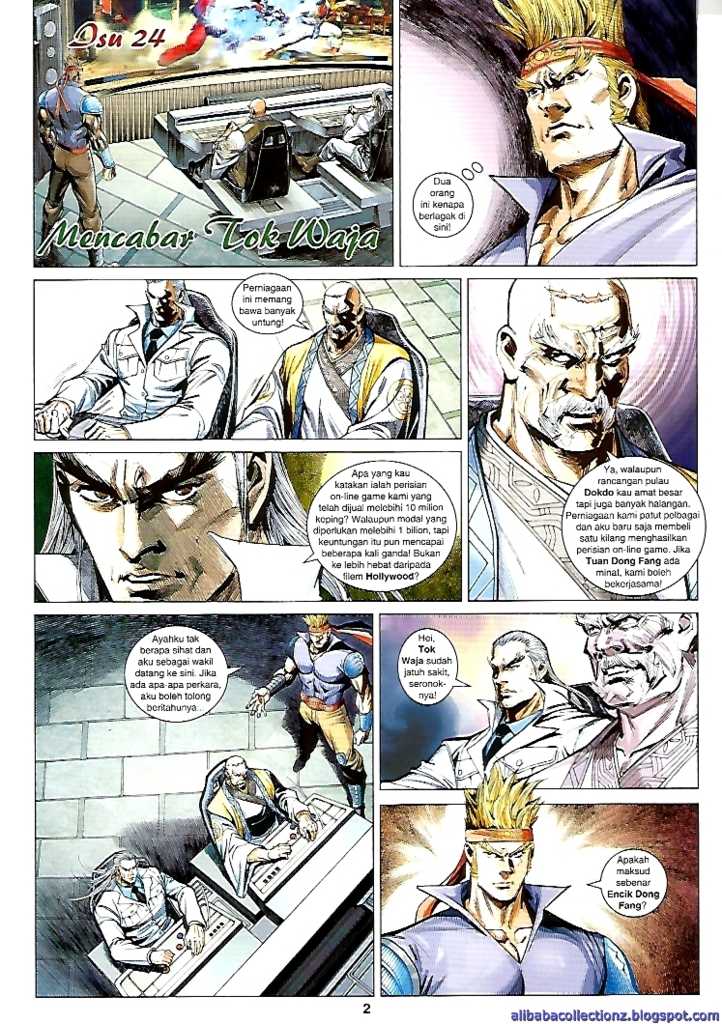 Isu 24
Mencabar Tok Waja
Dua
orang
ini kenapa
berlagak di
sini!
Perniagaan
ini memang
bawa banyak
untung!
Ya, walaupun
rancangan pulau
Dokdo kau amat besar
tapi juga banyak halangan.
Perniagaan kami patut pelbagai
dan aku baru saja membeli
satu kilang menghasilkan
perisian on-line game. Jika
Tuan Dong Fang ada
minat, kami boleh
bekerjasama!
Apa yang kau
katakan ialah perisian
on-line game kami yang
telah dijual melebihi 10 milion
keping? Walaupun modal yang
diperlukan melebihi 1 bilion, tapi
keuntungan itu pun mencapai
beberapa kali ganda! Bukan
ke lebih hebat daripada
filem Hollywood?
Ayahku tak
berapa sihat dan
aku sebagai wakil
datang ke sini. Jika
ada apa-apa perkara,
aku boleh tolong
beritahunya...
Hei,
Tok
Waja sudah
jatuh sakit,
seronok-
nya!
Apakah
maksud
sebenar
Encik Dong
Fang?
2
alibabacollectionz.blogspot.com